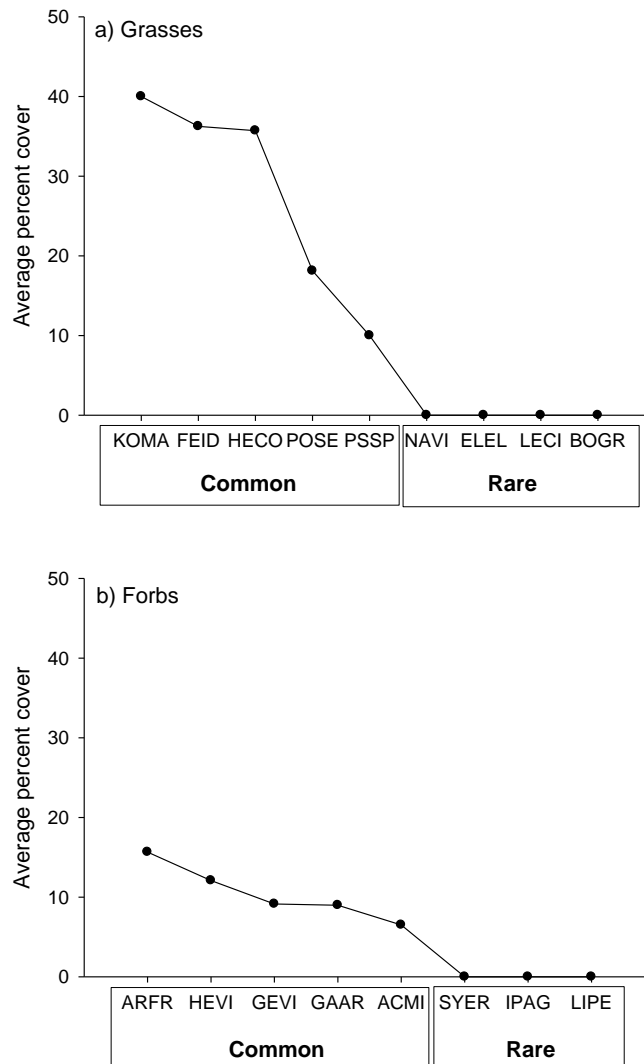 a) Grasses
50
40
30
20
10
0
Average percent cover
KOMA FEID HECO POSE PSSP NAVI ELEL LECI BOGR
Common Rare
b) Forbs
50
40
30
20
10
0
Average percent cover
ARFR HEVI GEVI GAAR ACMI SYER IPAG LIPE
Common Rare